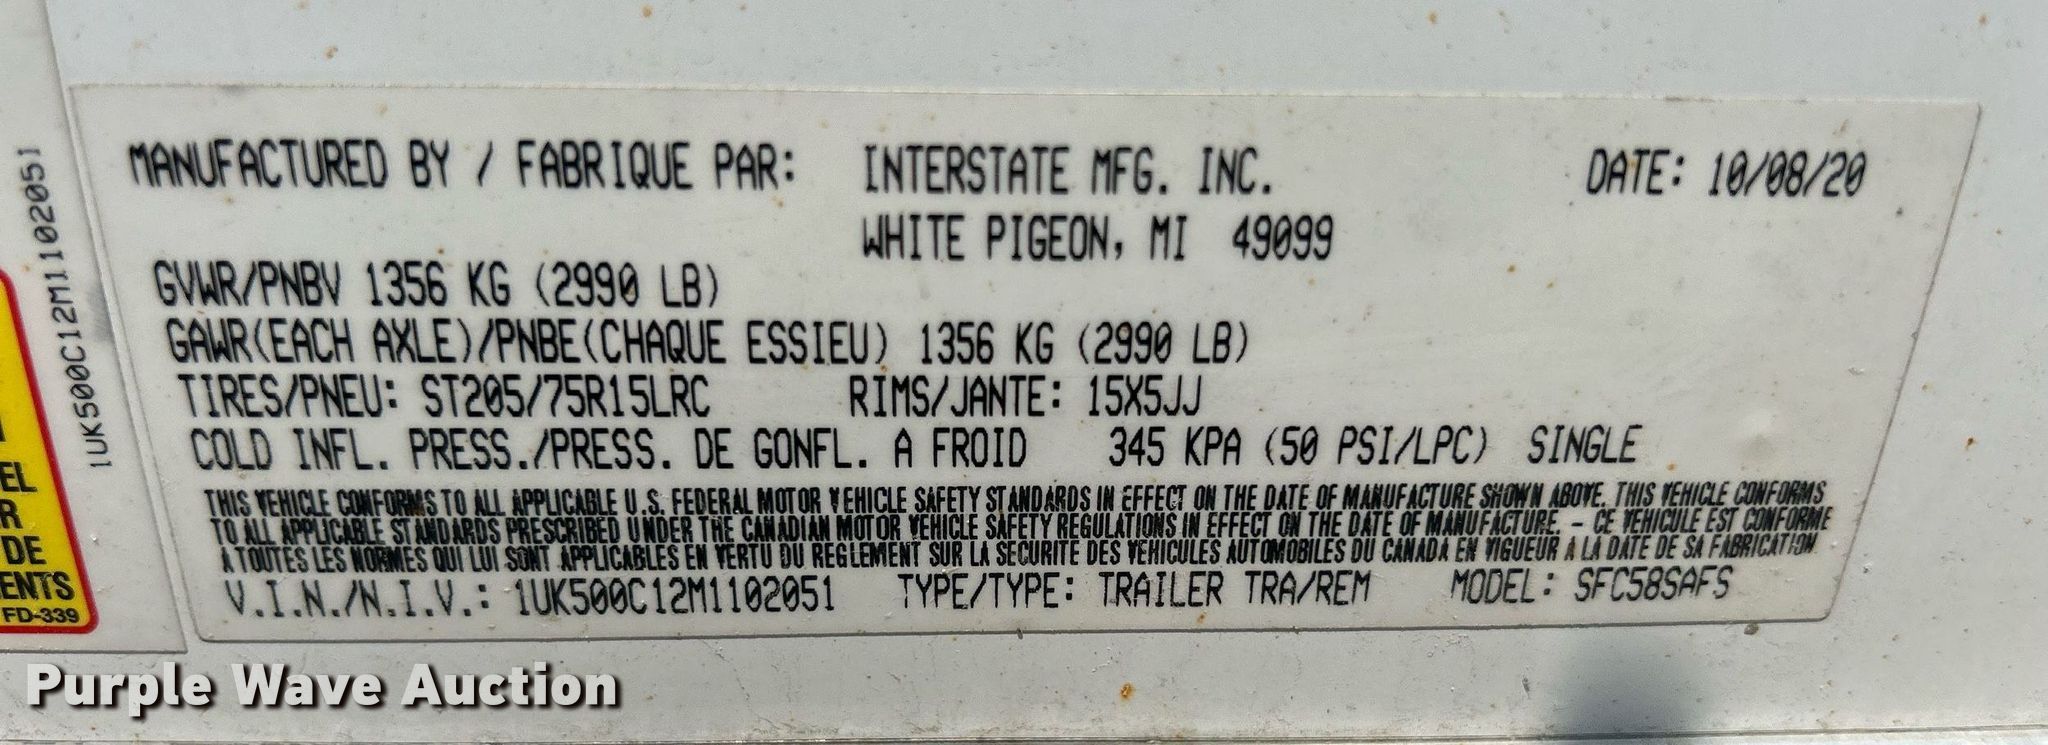 MANUFACTURED BY / FABRIQUE PAR: INTERSTATE MFG. INC. DATE: 10/08/20
WHITE PIGEON, MI 49099
GVWR/PNBV 1356 KG (2990 LB)
GAWR(EACH AXLE)/PNBE(CHAQUE ESSIEU) 1356 KG (2990 LB)
TIRES/PNEU: ST205/75R15LRC RIMS/JANTE: 15X5JJ
COLD INFL. PRESS./PRESS. DE GONFL. A FROID 345 KPA (50 PSI/LPC) SINGLE
THIS VEHICLE CONFORMS TO ALL APPLICABLE U.S. FEDERAL MOTOR VEHICLE SAFETY STANDARDS IN EFFECT ON THE DATE OF MANUFACTURE SHOWN ABOVE. THIS VEHICLE CONFORMS
TO ALL APPLICABLE STANDARDS PRESCRIBED UNDER THE CANADIAN MOTOR VEHICLE SAFETY REGULATIONS IN EFFECT ON THE DATE OF MANUFACTURE. - CE VEHICULE EST CONFORME
A TOUTES LES NORMES QUI LUI SONT APPLICABLES EN VERTU DU REGLEMENT SUR LA SECURITE DES VEHICULES AUTOMOBILES DU CANADA EN VIGUEUR A LA DATE DE SA FABRICATION
V.I.N./N.I.V.: 1UK500C12M1102051 TYPE/TYPE: TRAILER TRA/REM MODEL: SFC58SAFS
1UK500C12M1102051
EL
R
DE
ENTS
FD-339
Purple Wave Auction